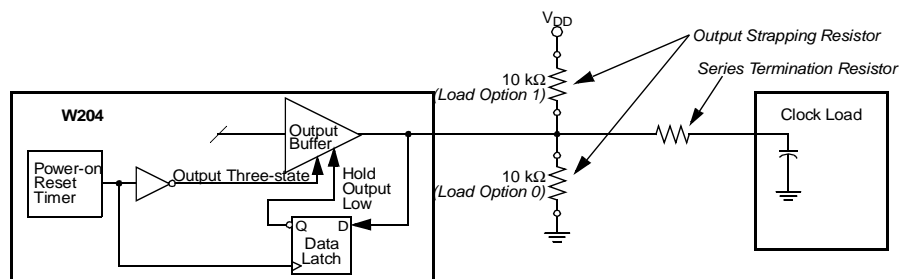 VDD
Output Strapping Resistor
Series Termination Resistor
10 kΩ
(Load Option 1)
W204
Clock Load
Output
Buffer
Power-on
Reset
Timer
Output Three-state
Hold
Output
Low
10 kΩ
(Load Option 0)
Q
D
Data
Latch